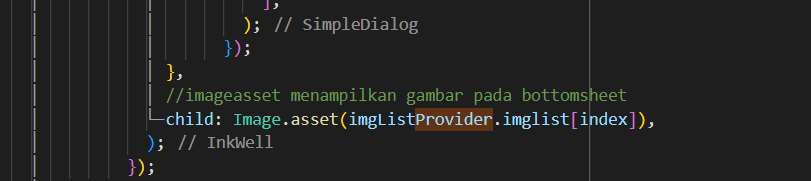 ],
); // SimpleDialog
});
},
//imageasset menampilkan gambar pada bottomsheet
child: Image.asset(imgListProvider.imglist[index]),
); // InkWell
});